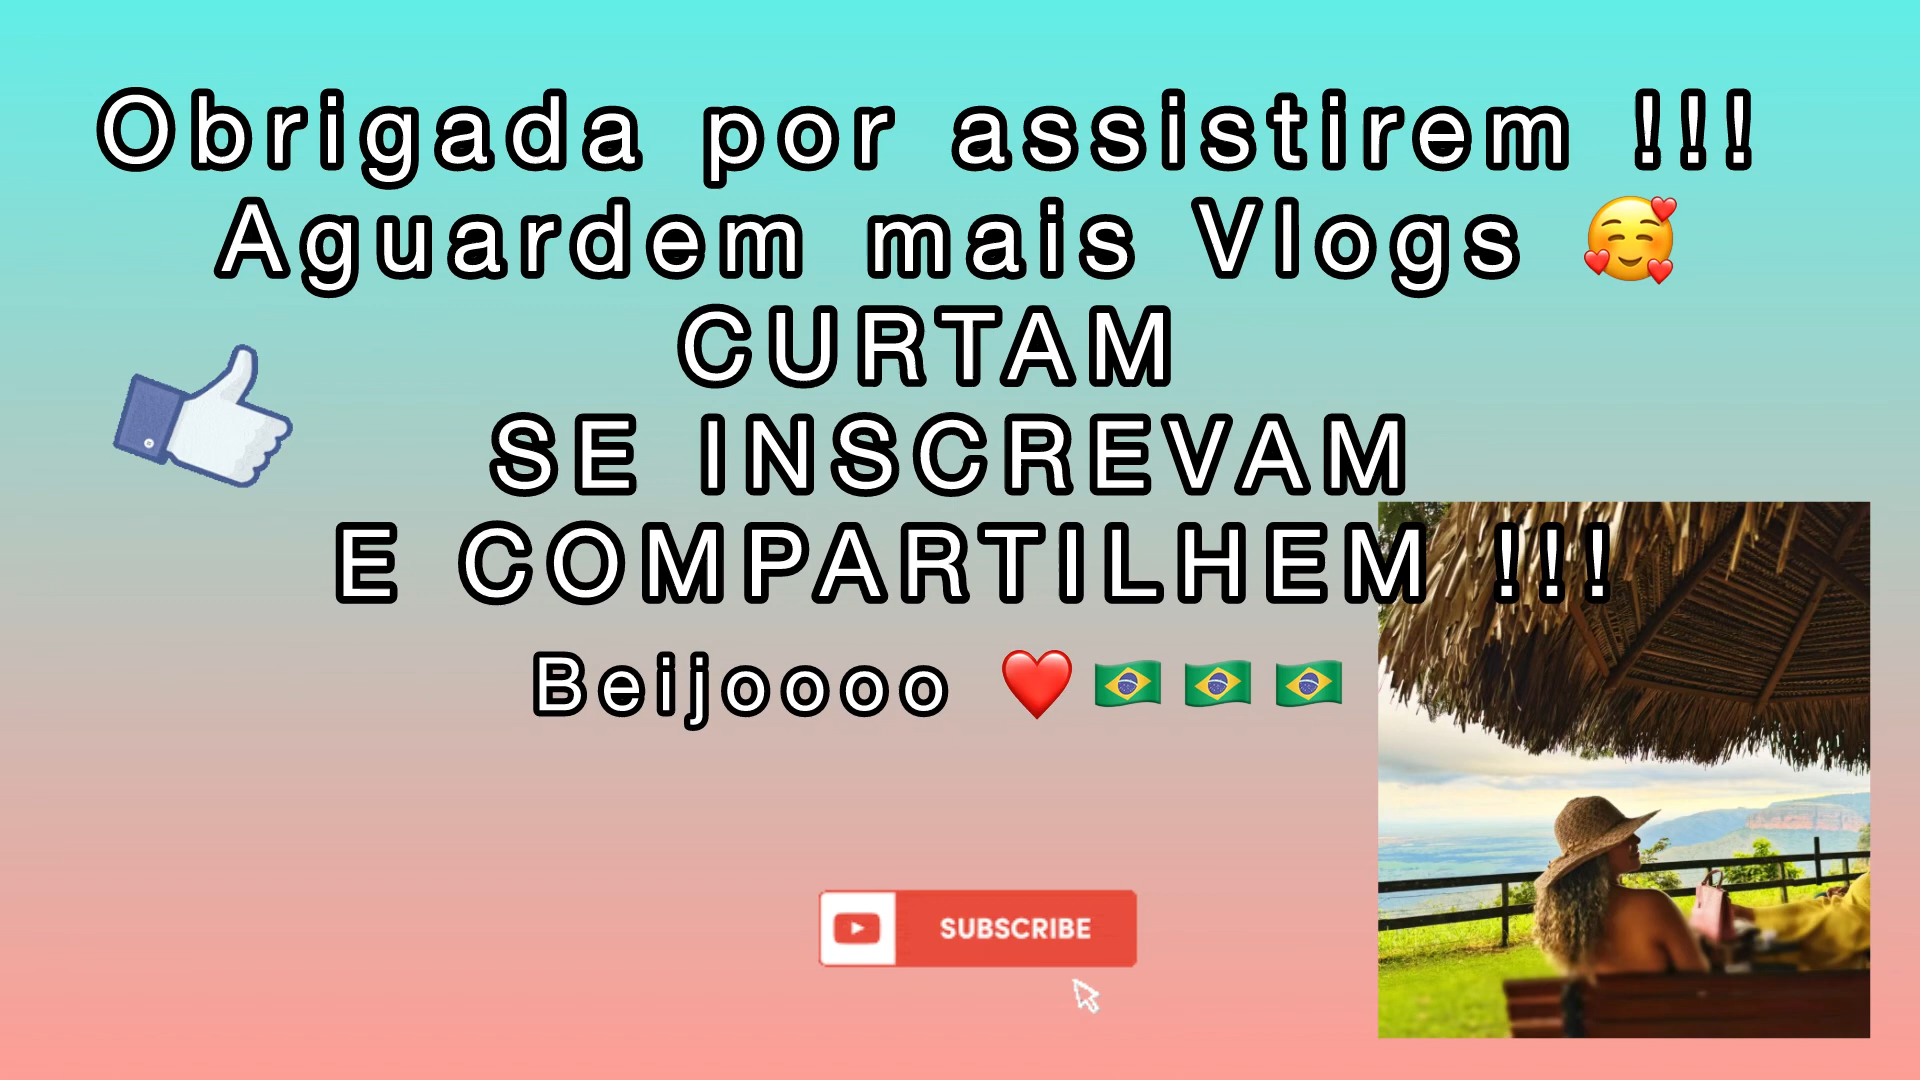 Obrigada por assistirem !!!
Aguardem mais Vlogs 🥰
CURTAM
SE INSCREVAM
E COMPARTILHEM !!!
Beijoooo ❤️🇧🇷🇧🇷🇧🇷
SUBSCRIBE